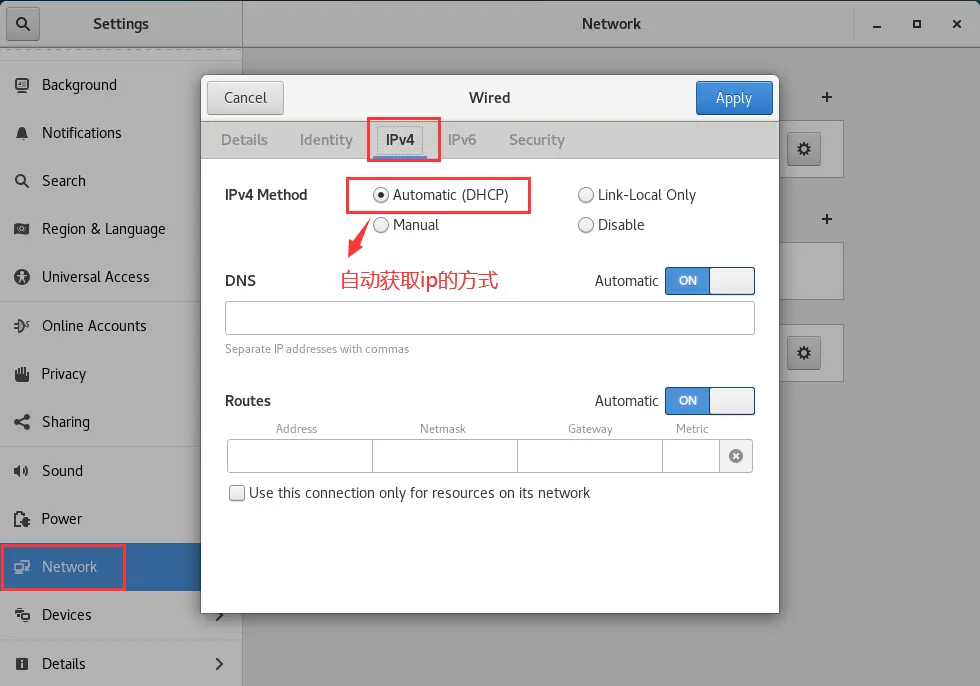 Settings
Network
Background
Notifications
Search
Region & Language
Universal Access
Online Accounts
Privacy
Sharing
Sound
Power
Network
Devices
Details
Cancel
Wired
Apply
Details Identity IPv4 IPv6 Security
IPv4 Method
Automatic (DHCP)
Link-Local Only
Manual
Disable
自动获取ip的方式
DNS
Automatic ON
Separate IP addresses with commas
Routes
Automatic ON
Address Netmask Gateway Metric
Use this connection only for resources on its network